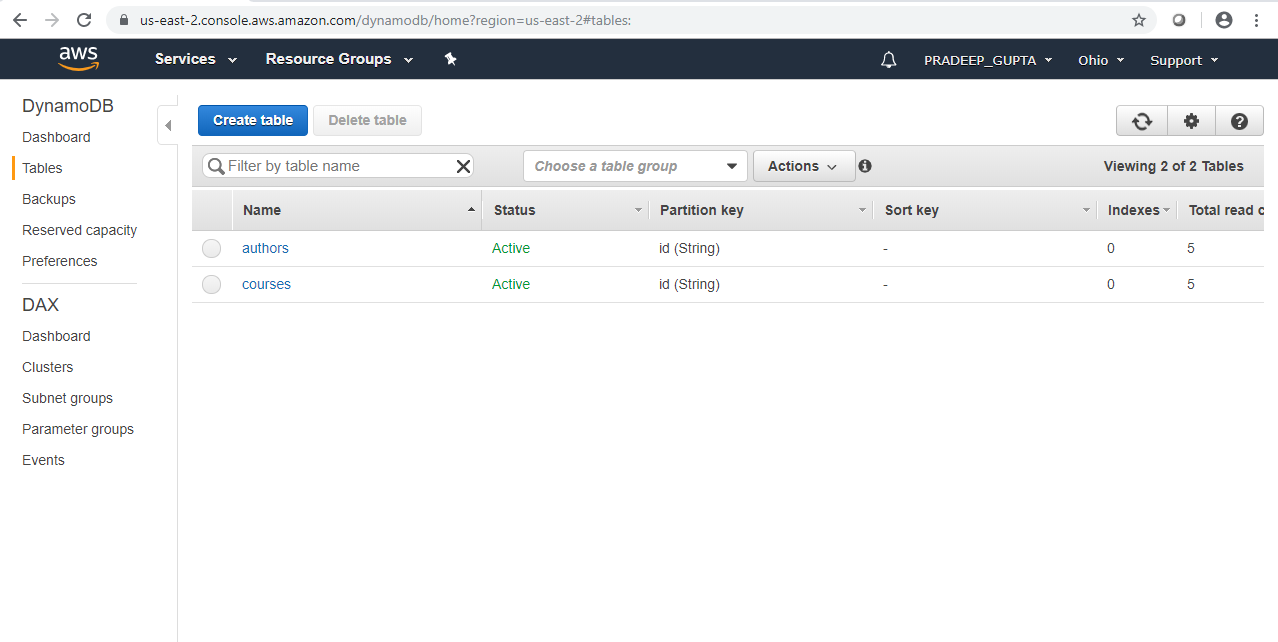 us-east-2.console.aws.amazon.com/dynamodb/home?region=us-east-2#tables:
aws Services Resource Groups PRADEEP_GUPTA Ohio Support
DynamoDB
Dashboard
Tables
Backups
Reserved capacity
Preferences
DAX
Dashboard
Clusters
Subnet groups
Parameter groups
Events
Create table Delete table
Filter by table name Choose a table group Actions Viewing 2 of 2 Tables
Name Status Partition key Sort key Indexes Total read c
authors Active id (String) - 0 5
courses Active id (String) - 0 5